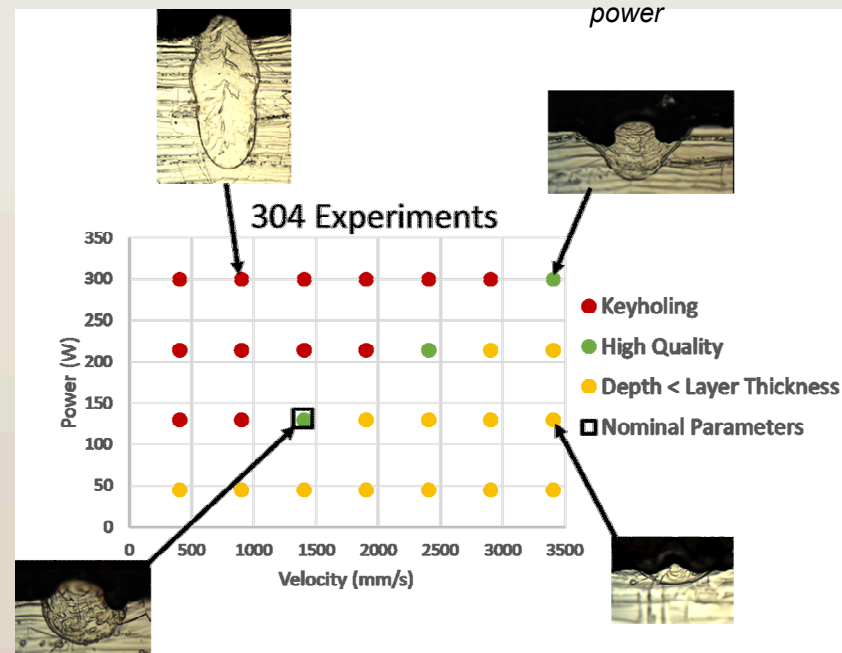 power
304 Experiments
350
300
250
200
150
100
50
0
Power (W)
0 500 1000 1500 2000 2500 3000 3500
Velocity (mm/s)
Keyholing
High Quality
Depth < Layer Thickness
Nominal Parameters